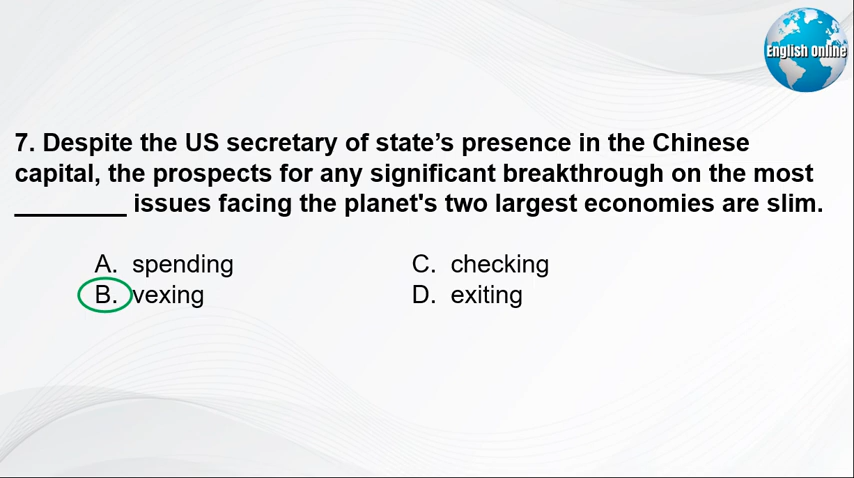 English Online
7. Despite the US secretary of state’s presence in the Chinese
capital, the prospects for any significant breakthrough on the most
________ issues facing the planet's two largest economies are slim.
A. spending
B. vexing
C. checking
D. exiting